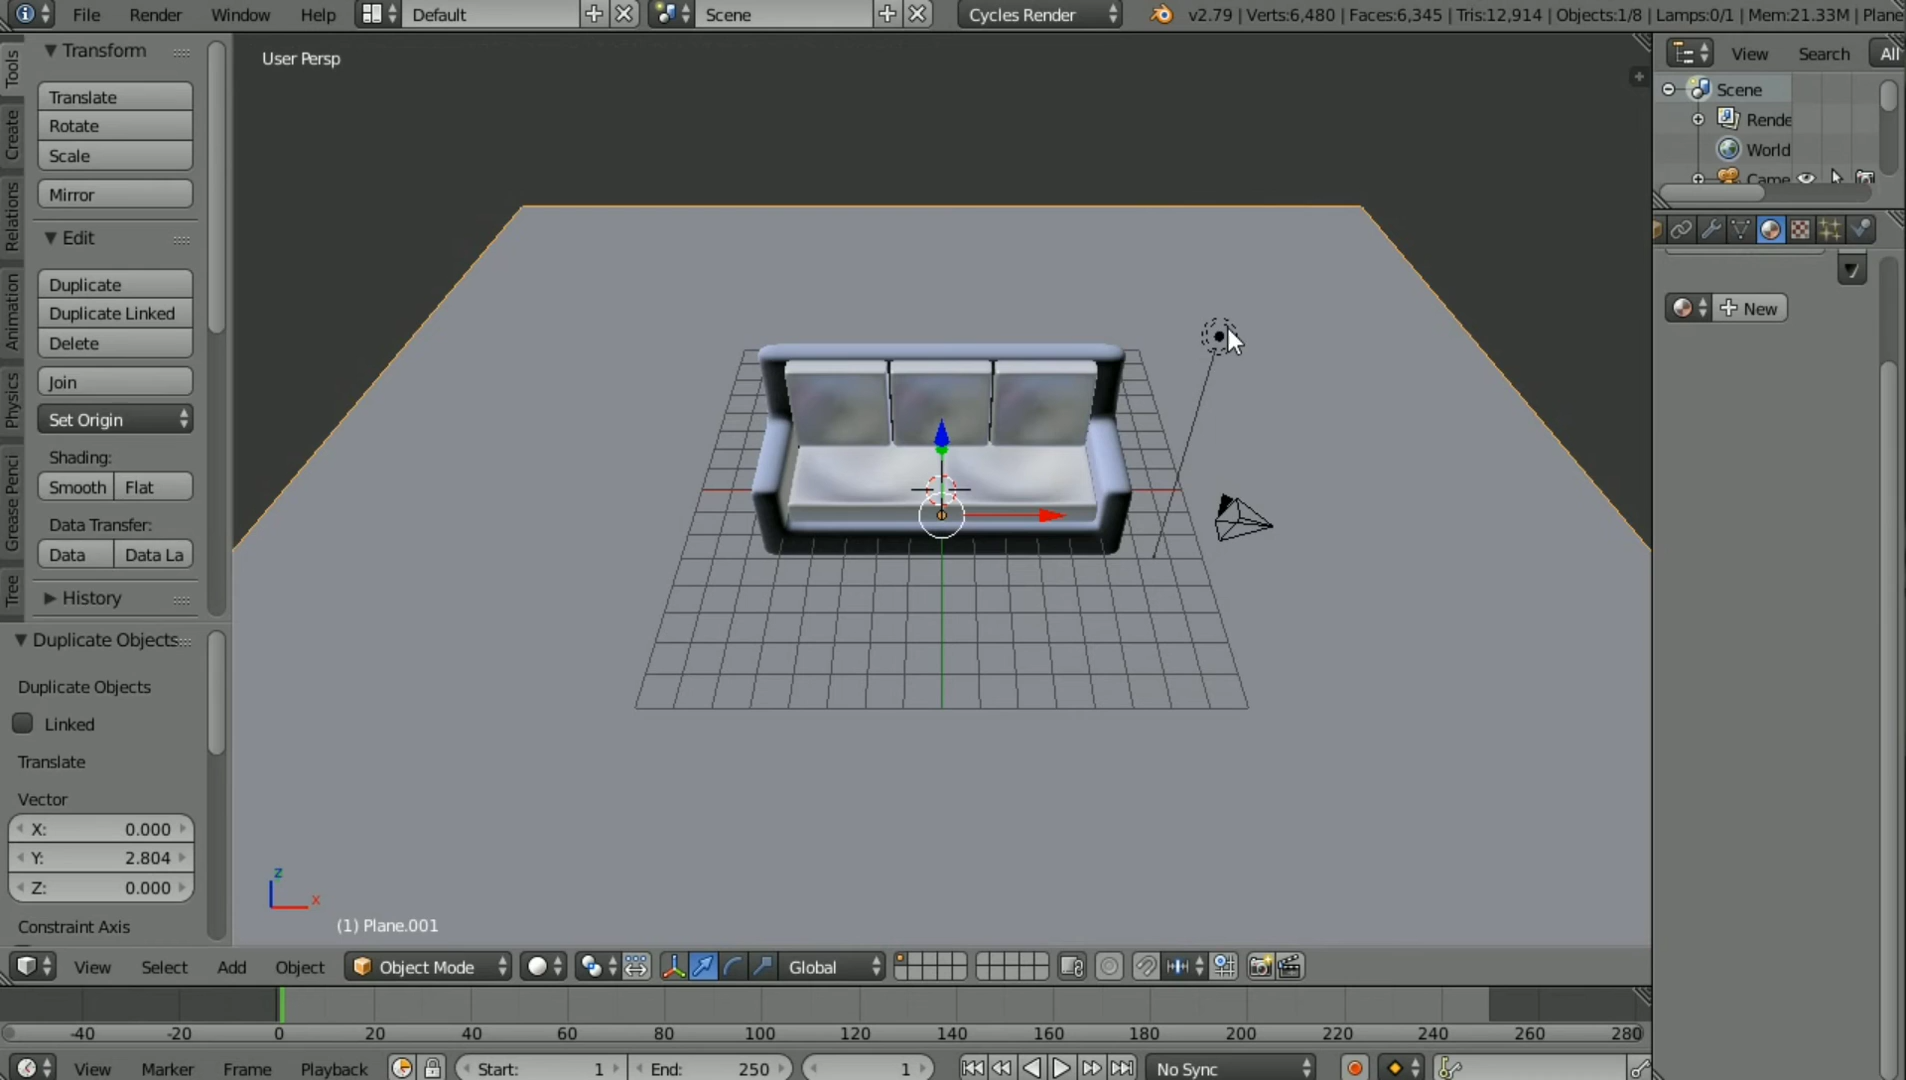 File Render Window Help Default Scene Cycles Render v2.79 | Verts:6,480 | Faces:6,345 | Tris:12,914 | Objects:1/8 | Lamps:0/1 | Mem:21.33M | Plane
Tools
Create
Relations
Animation
Physics
Grease Penci
Tree
Transform
Translate
Rotate
Scale
Mirror
Edit
Duplicate
Duplicate Linked
Delete
Join
Set Origin
Shading:
Smooth Flat
Data Transfer:
Data Data La
History
Duplicate Objects
Duplicate Objects
Linked
Translate
Vector
X: 0.000
Y: 2.804
Z: 0.000
Constraint Axis
User Persp
z
x
(1) Plane.001
View Search All
Scene
Rende
World
Came
New
View Select Add Object Object Mode Global
-40 -20 0 20 40 60 80 100 120 140 160 180 200 220 240 260 280
View Marker Frame Playback Start: 1 End: 250 1 No Sync